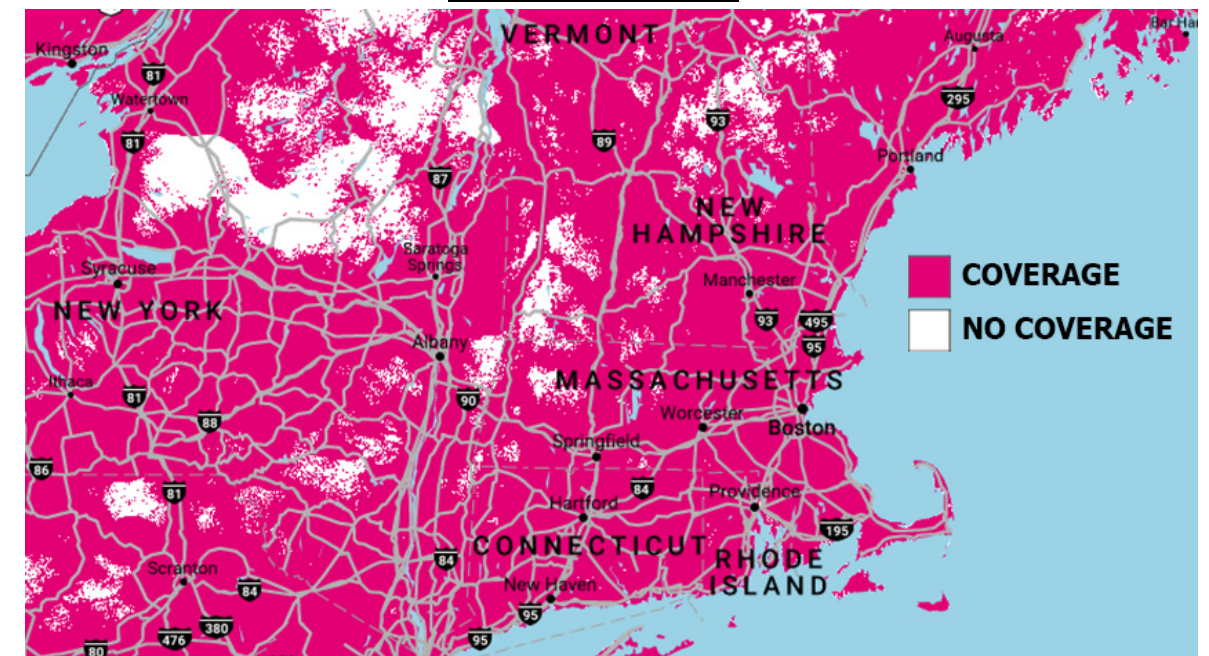 VERMONT
Kingston
Augusta
81
Watertown
295
93
81
89
Portland
87
NEW
HAMPSHIRE
Saratoga
Springs
Syracuse
Manchester
COVERAGE
NEW YORK
93
495
NO COVERAGE
Albany
95
Ithaca
MASSACHUSETTS
81
90
Worcester
88
Boston
Springfield
86
84
81
Providence
Hartford
195
CONNECTICUT
RHODE
ISLAND
84
Scranton
New Haven
84
95
380
476
95
80